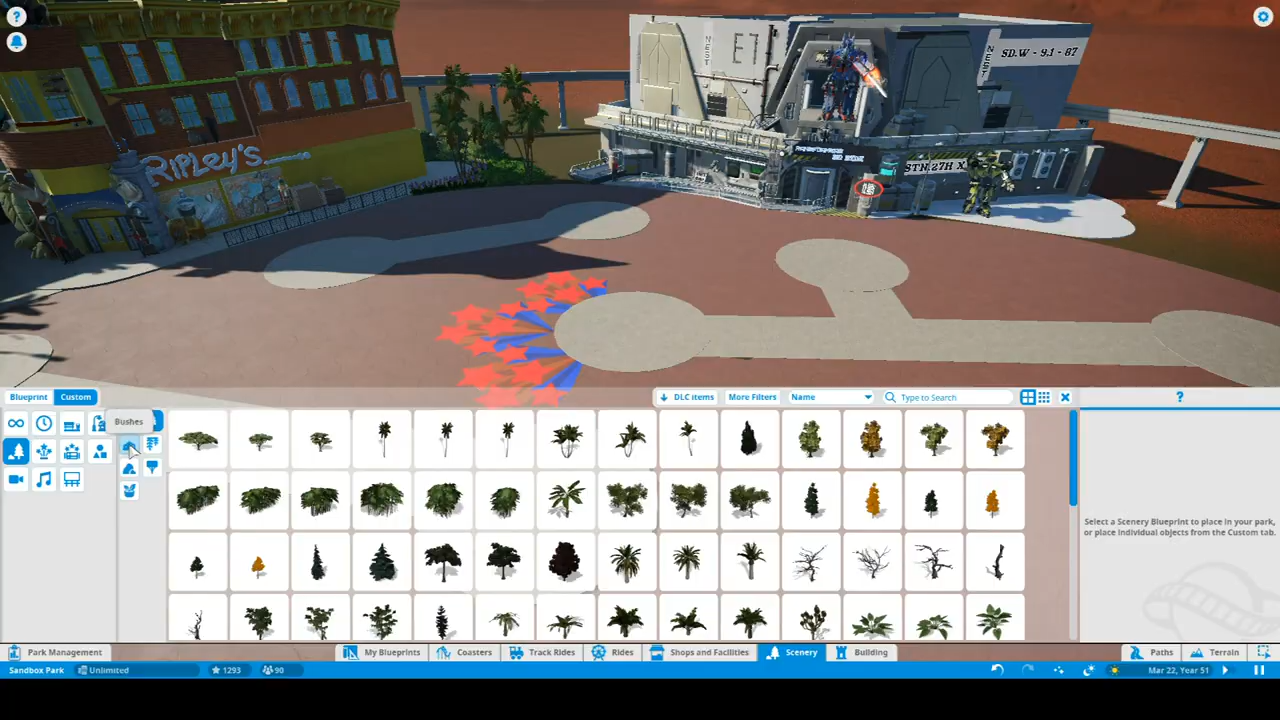 ?
E7
NEST
NEST
SD.W - 9.1 - 87
RIPLEY'S
STN.27H X
Blueprint
Custom
DLC items
More Filters
Name
Type to Search
?
Bushes
Select a Scenery Blueprint to place in your park,
or place individual objects from the Custom tab.
Park Management
My Blueprints
Coasters
Track Rides
Rides
Shops and Facilities
Scenery
Building
Paths
Terrain
Sandbox Park
Unlimited
1293
90
Mar 22, Year 51